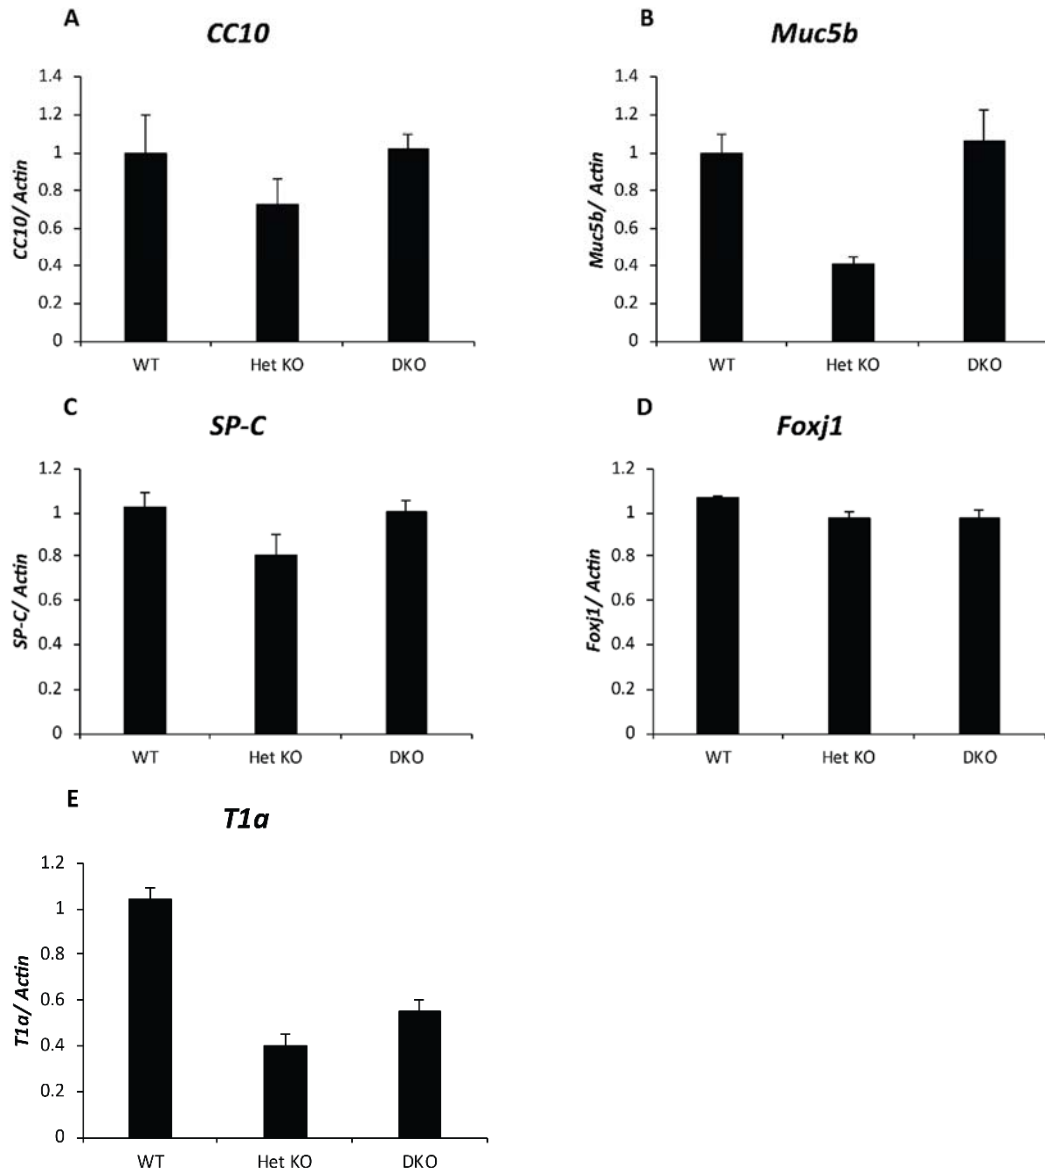 A
CC10
CC10/ Actin
1.4
1.2
1
0.8
0.6
0.4
0.2
0
WT Het KO DKO
B
Muc5b
Muc5b/ Actin
1.4
1.2
1
0.8
0.6
0.4
0.2
0
WT Het KO DKO
C
SP-C
SP-C/ Actin
1.2
1
0.8
0.6
0.4
0.2
0
WT Het KO DKO
D
Foxj1
Foxj1/ Actin
1.2
1
0.8
0.6
0.4
0.2
0
WT Het KO DKO
E
T1a
T1a/ Actin
1.2
1
0.8
0.6
0.4
0.2
0
WT Het KO DKO